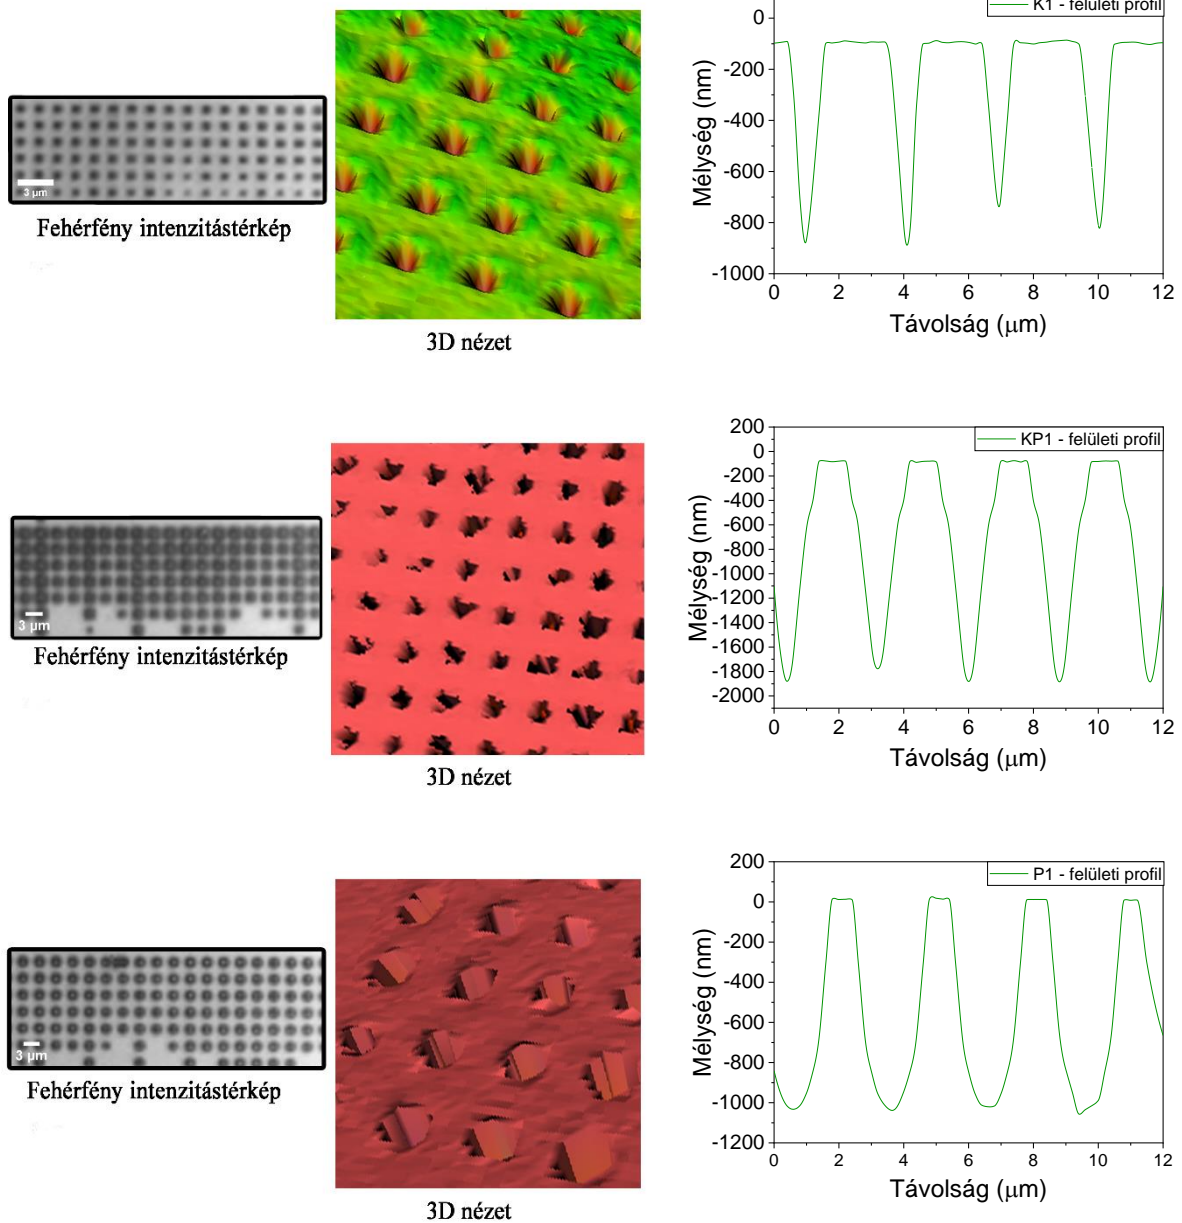 K1 - felületi profil
0
-200
-400
-600
-800
-1000
Mélység (nm)
0 2 4 6 8 10 12
Távolság (μm)
3 μm
Fehérfény intenzitástérkép
3D nézet
KP1 - felületi profil
200
0
-200
-400
-600
-800
-1000
-1200
-1400
-1600
-1800
-2000
Mélység (nm)
0 2 4 6 8 10 12
Távolság (μm)
3 μm
Fehérfény intenzitástérkép
3D nézet
P1 - felületi profil
200
0
-200
-400
-600
-800
-1000
-1200
Mélység (nm)
0 2 4 6 8 10 12
Távolság (μm)
3 μm
Fehérfény intenzitástérkép
3D nézet